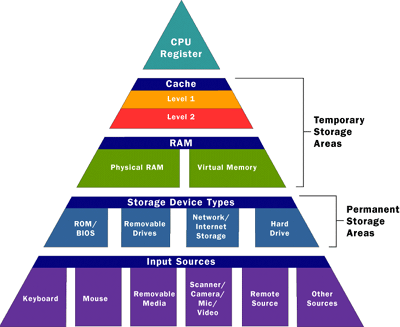 CPU
Register
Cache
Level 1
Level 2
Temporary
Storage
Areas
RAM
Physical RAM
Virtual Memory
Storage Device Types
ROM/
BIOS
Removable
Drives
Network/
Internet
Storage
Hard
Drive
Permanent
Storage
Areas
Input Sources
Keyboard
Mouse
Removable
Media
Scanner/
Camera/
Mic/
Video
Remote
Source
Other
Sources